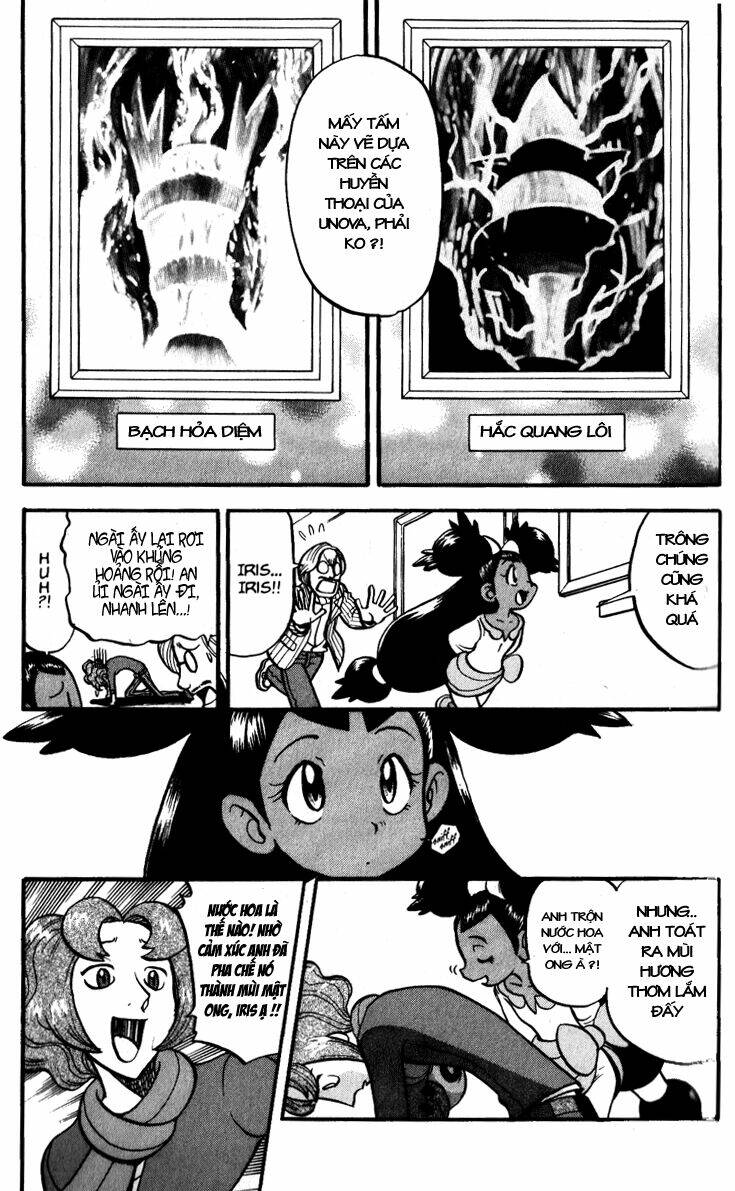 MẤY TẤM
NÀY VẼ DỰA
TRÊN CÁC
HUYỀN
THOẠI CỦA
UNOVA, PHẢI
KO ?!
BẠCH HỎA DIỆM
HẮC QUANG LÔI
NGÀI ẤY LẠI RƠI
VÀO KHỦNG
HOẢNG RỒI! AN
ỦI NGÀI ẤY ĐI,
NHANH LÊN...!
HUH?!
IRIS...
IRIS!!
TRÔNG
CHÚNG
CŨNG
KHÁ
QUÁ
SNIFF
SNIFF
NƯỚC HOA LÀ
THẾ NÀO! NHỜ
CẢM XÚC ANH ĐÃ
PHA CHẾ NÓ
THÀNH MÙI MẬT
ONG, IRIS Ạ !!
ANH TRỘN
NƯỚC HOA
VỚI... MẬT
ONG À ?!
NHƯNG..
ANH TOÁT
RA MÙI
HƯƠNG
THƠM LẮM
ĐẤY